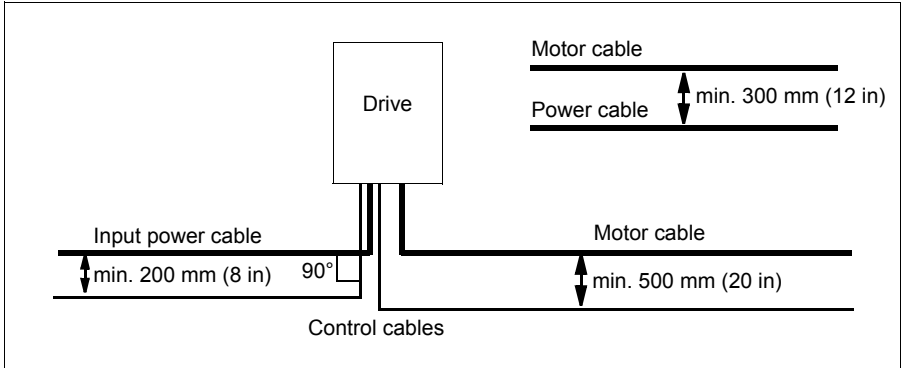 Motor cable
Drive
min. 300 mm (12 in)
Power cable
Input power cable
Motor cable
min. 200 mm (8 in)
90°
min. 500 mm (20 in)
Control cables